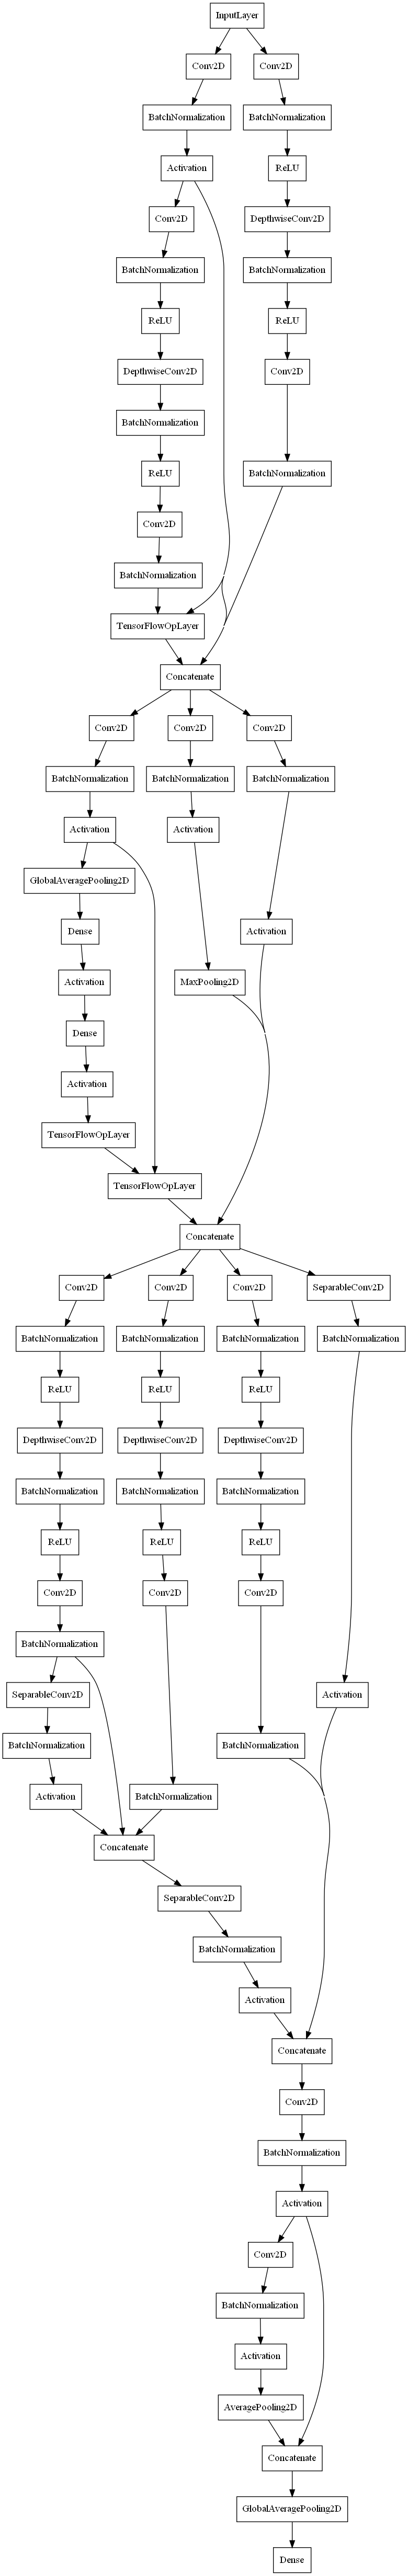 InputLayer
Conv2D Conv2D
BatchNormalization BatchNormalization
Activation ReLU
Conv2D DepthwiseConv2D
BatchNormalization BatchNormalization
ReLU ReLU
DepthwiseConv2D Conv2D
BatchNormalization
ReLU BatchNormalization
Conv2D
BatchNormalization
TensorFlowOpLayer
Concatenate
Conv2D Conv2D Conv2D
BatchNormalization BatchNormalization BatchNormalization
Activation Activation
GlobalAveragePooling2D
Dense Activation
Activation MaxPooling2D
Dense
Activation
TensorFlowOpLayer
TensorFlowOpLayer
Concatenate
Conv2D Conv2D Conv2D SeparableConv2D
BatchNormalization BatchNormalization BatchNormalization BatchNormalization
ReLU ReLU ReLU
DepthwiseConv2D DepthwiseConv2D DepthwiseConv2D
BatchNormalization BatchNormalization BatchNormalization
ReLU ReLU ReLU
Conv2D Conv2D Conv2D
BatchNormalization
SeparableConv2D Activation
BatchNormalization BatchNormalization
Activation BatchNormalization
Concatenate
SeparableConv2D
BatchNormalization
Activation
Concatenate
Conv2D
BatchNormalization
Activation
Conv2D
BatchNormalization
Activation
AveragePooling2D
Concatenate
GlobalAveragePooling2D
Dense